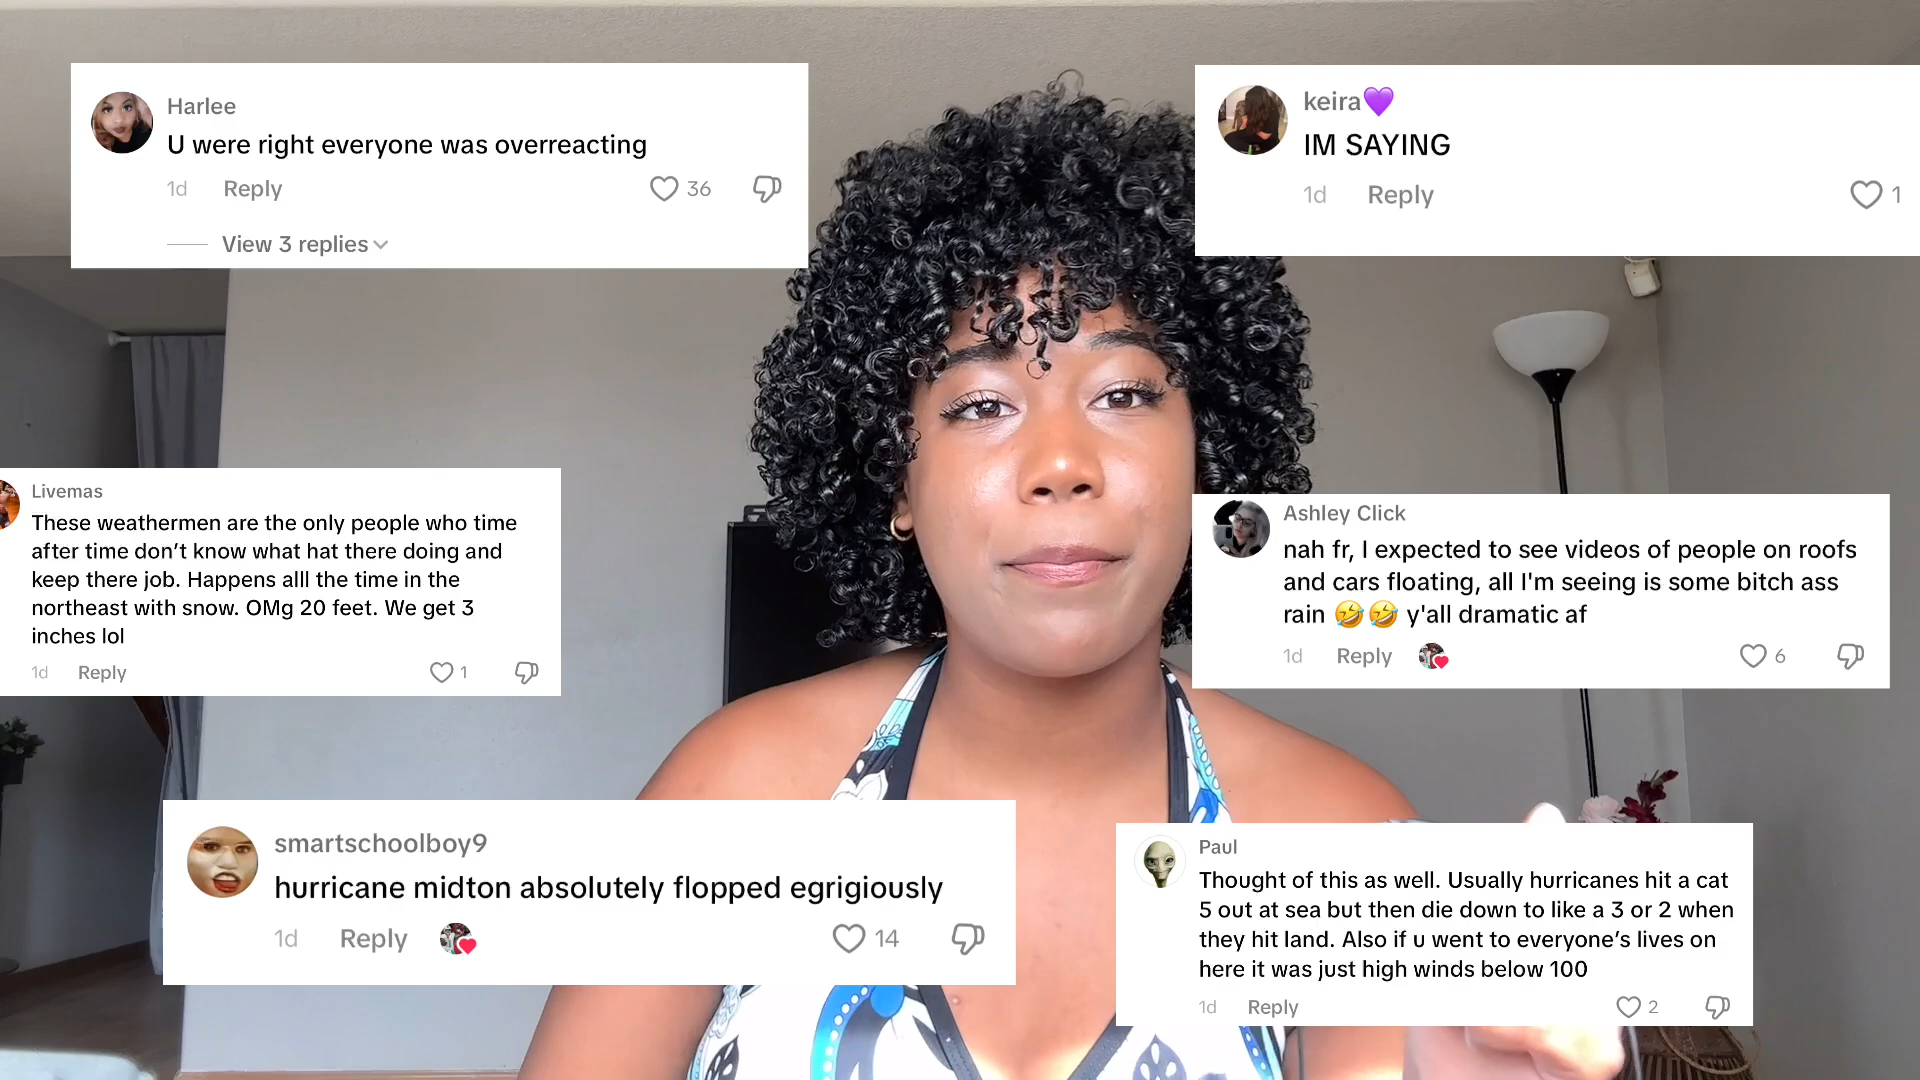 Harlee
U were right everyone was overreacting
1d Reply 36
View 3 replies
keira💜
IM SAYING
1d Reply 1
Livemas
These weathermen are the only people who time
after time don’t know what hat there doing and
keep there job. Happens alll the time in the
northeast with snow. OMg 20 feet. We get 3
inches lol
1d Reply 1
Ashley Click
nah fr, I expected to see videos of people on roofs
and cars floating, all I'm seeing is some bitch ass
rain 🤣🤣 y'all dramatic af
1d Reply 6
smartschoolboy9
hurricane midton absolutely flopped egrigiously
1d Reply 14
Paul
Thought of this as well. Usually hurricanes hit a cat
5 out at sea but then die down to like a 3 or 2 when
they hit land. Also if u went to everyone’s lives on
here it was just high winds below 100
1d Reply 2